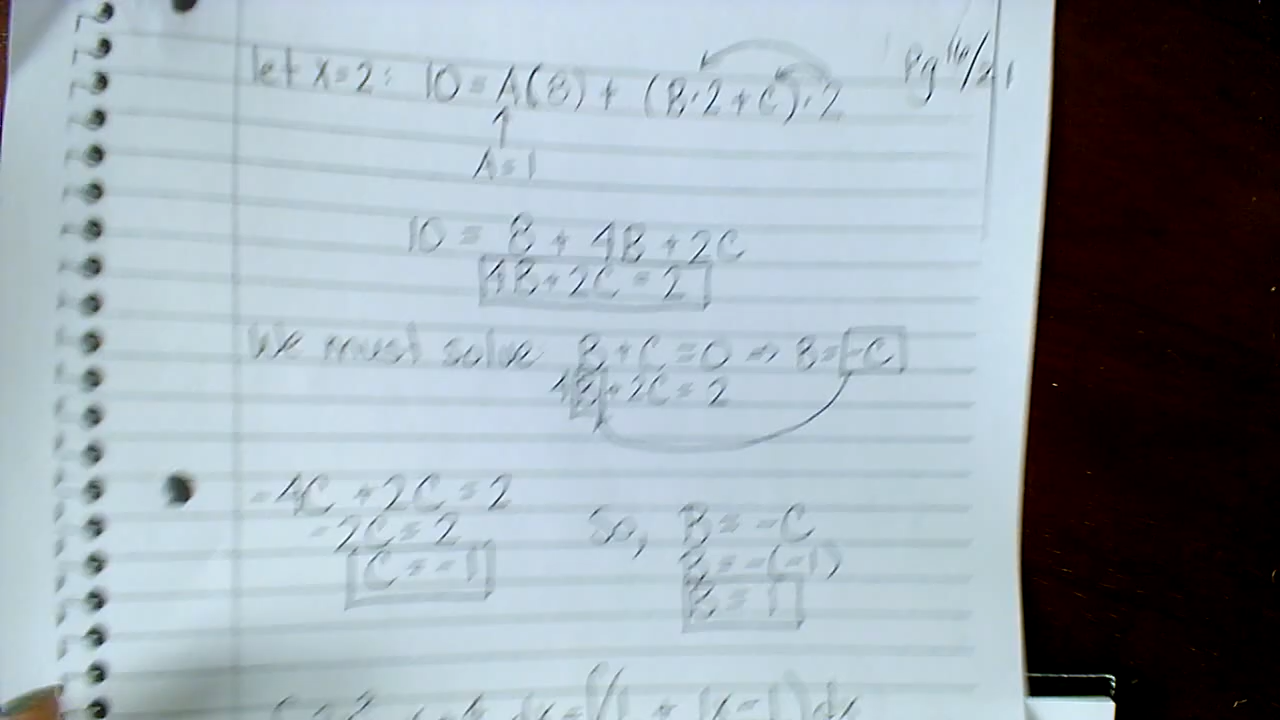 let x=2: 10 = A(8) + (B·2+C)·2
Pg /21
↑
A=1
10 = 8 + 4B + 2C
4B+2C = 2
We must solve B+C=0 ⇒ B=-C
4B+2C=2
-4C+2C=2
-2C=2
C=-1
So, B=-C
B=-(-1)
B=1